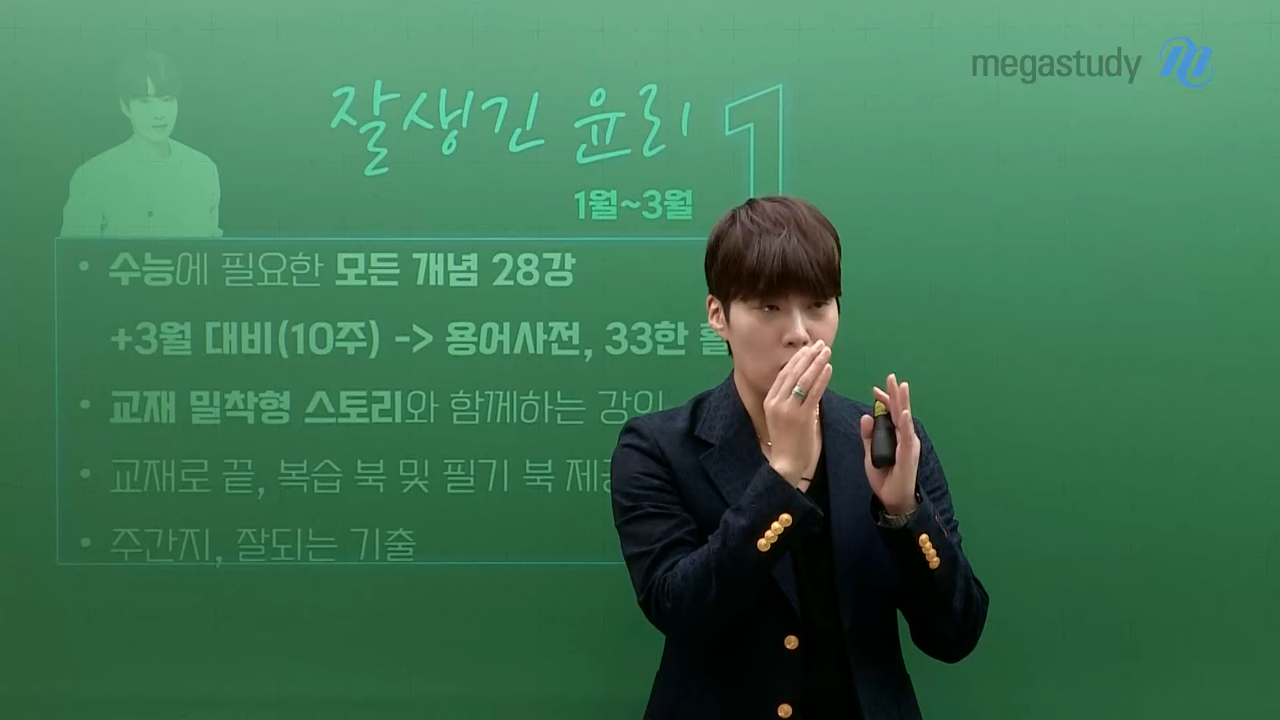 megastudy
잘생긴 윤리 1
1월~3월
• 수능에 필요한 모든 개념 28강
+3월 대비(10주) -> 용어사전, 33한
• 교재 밀착형 스토리와 함께하는 강의
• 교재로 끝, 복습 북 및 필기 북
• 주간지, 잘되는 기출